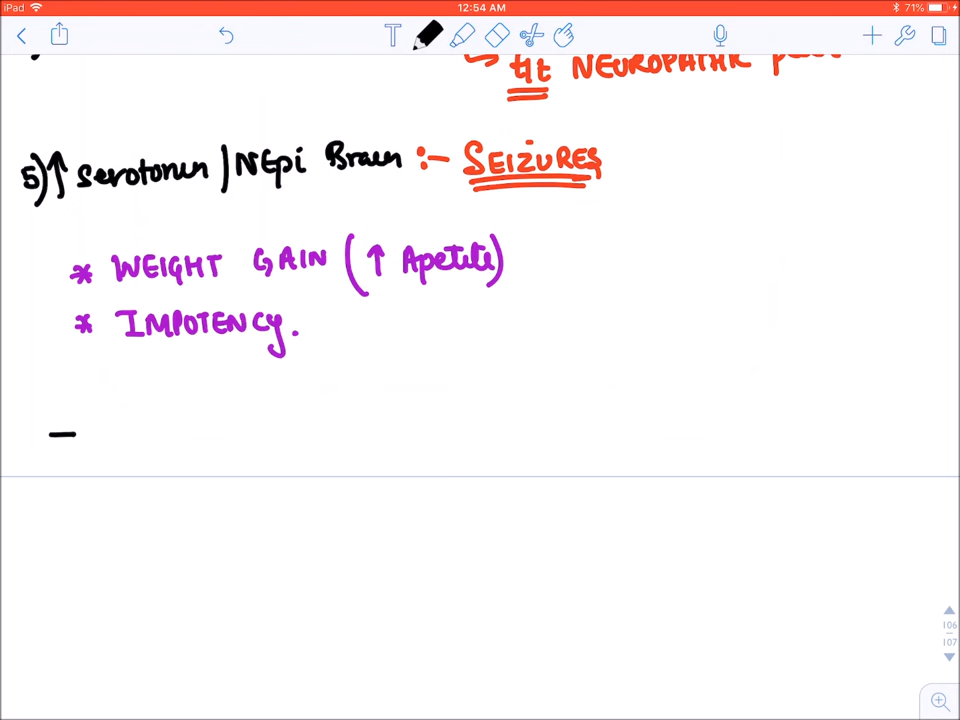 iPad 12:54 AM 71%
T
↳ t/t NEUROPATHIC
5) ↑ Serotonin / NEpi Brain :- SEIZURES
* WEIGHT GAIN (↑ Apetite)
* IMPOTENCY.
106
107